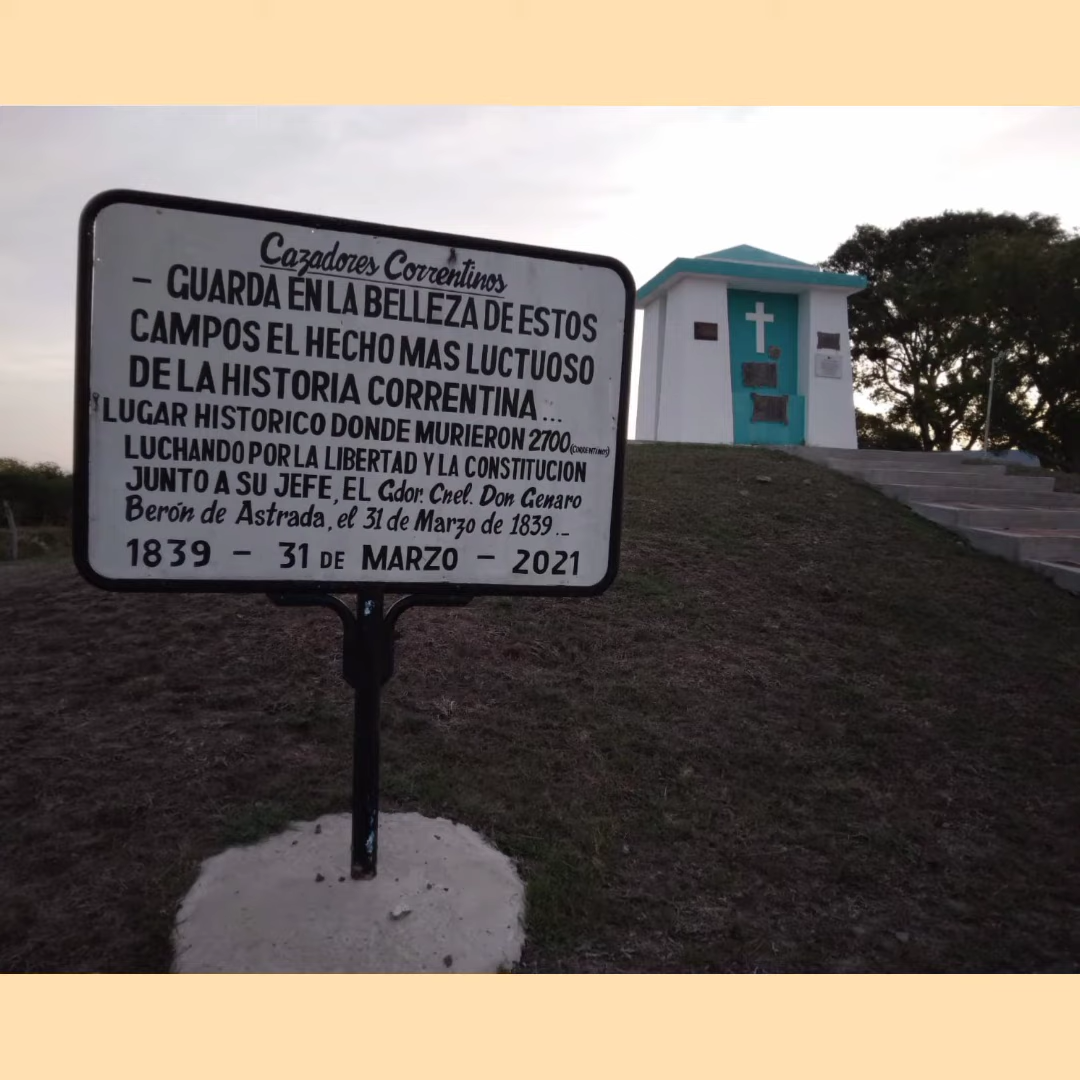 Cazadores Correntinos
– GUARDA EN LA BELLEZA DE ESTOS
CAMPOS EL HECHO MAS LUCTUOSO
DE LA HISTORIA CORRENTINA...
LUGAR HISTORICO DONDE MURIERON 2700 (CORRENTINOS)
LUCHANDO POR LA LIBERTAD Y LA CONSTITUCION
JUNTO A SU JEFE, EL Gdor. Cnel. Don Genaro
Berón de Astrada, el 31 de Marzo de 1839._
1839 – 31 DE MARZO – 2021